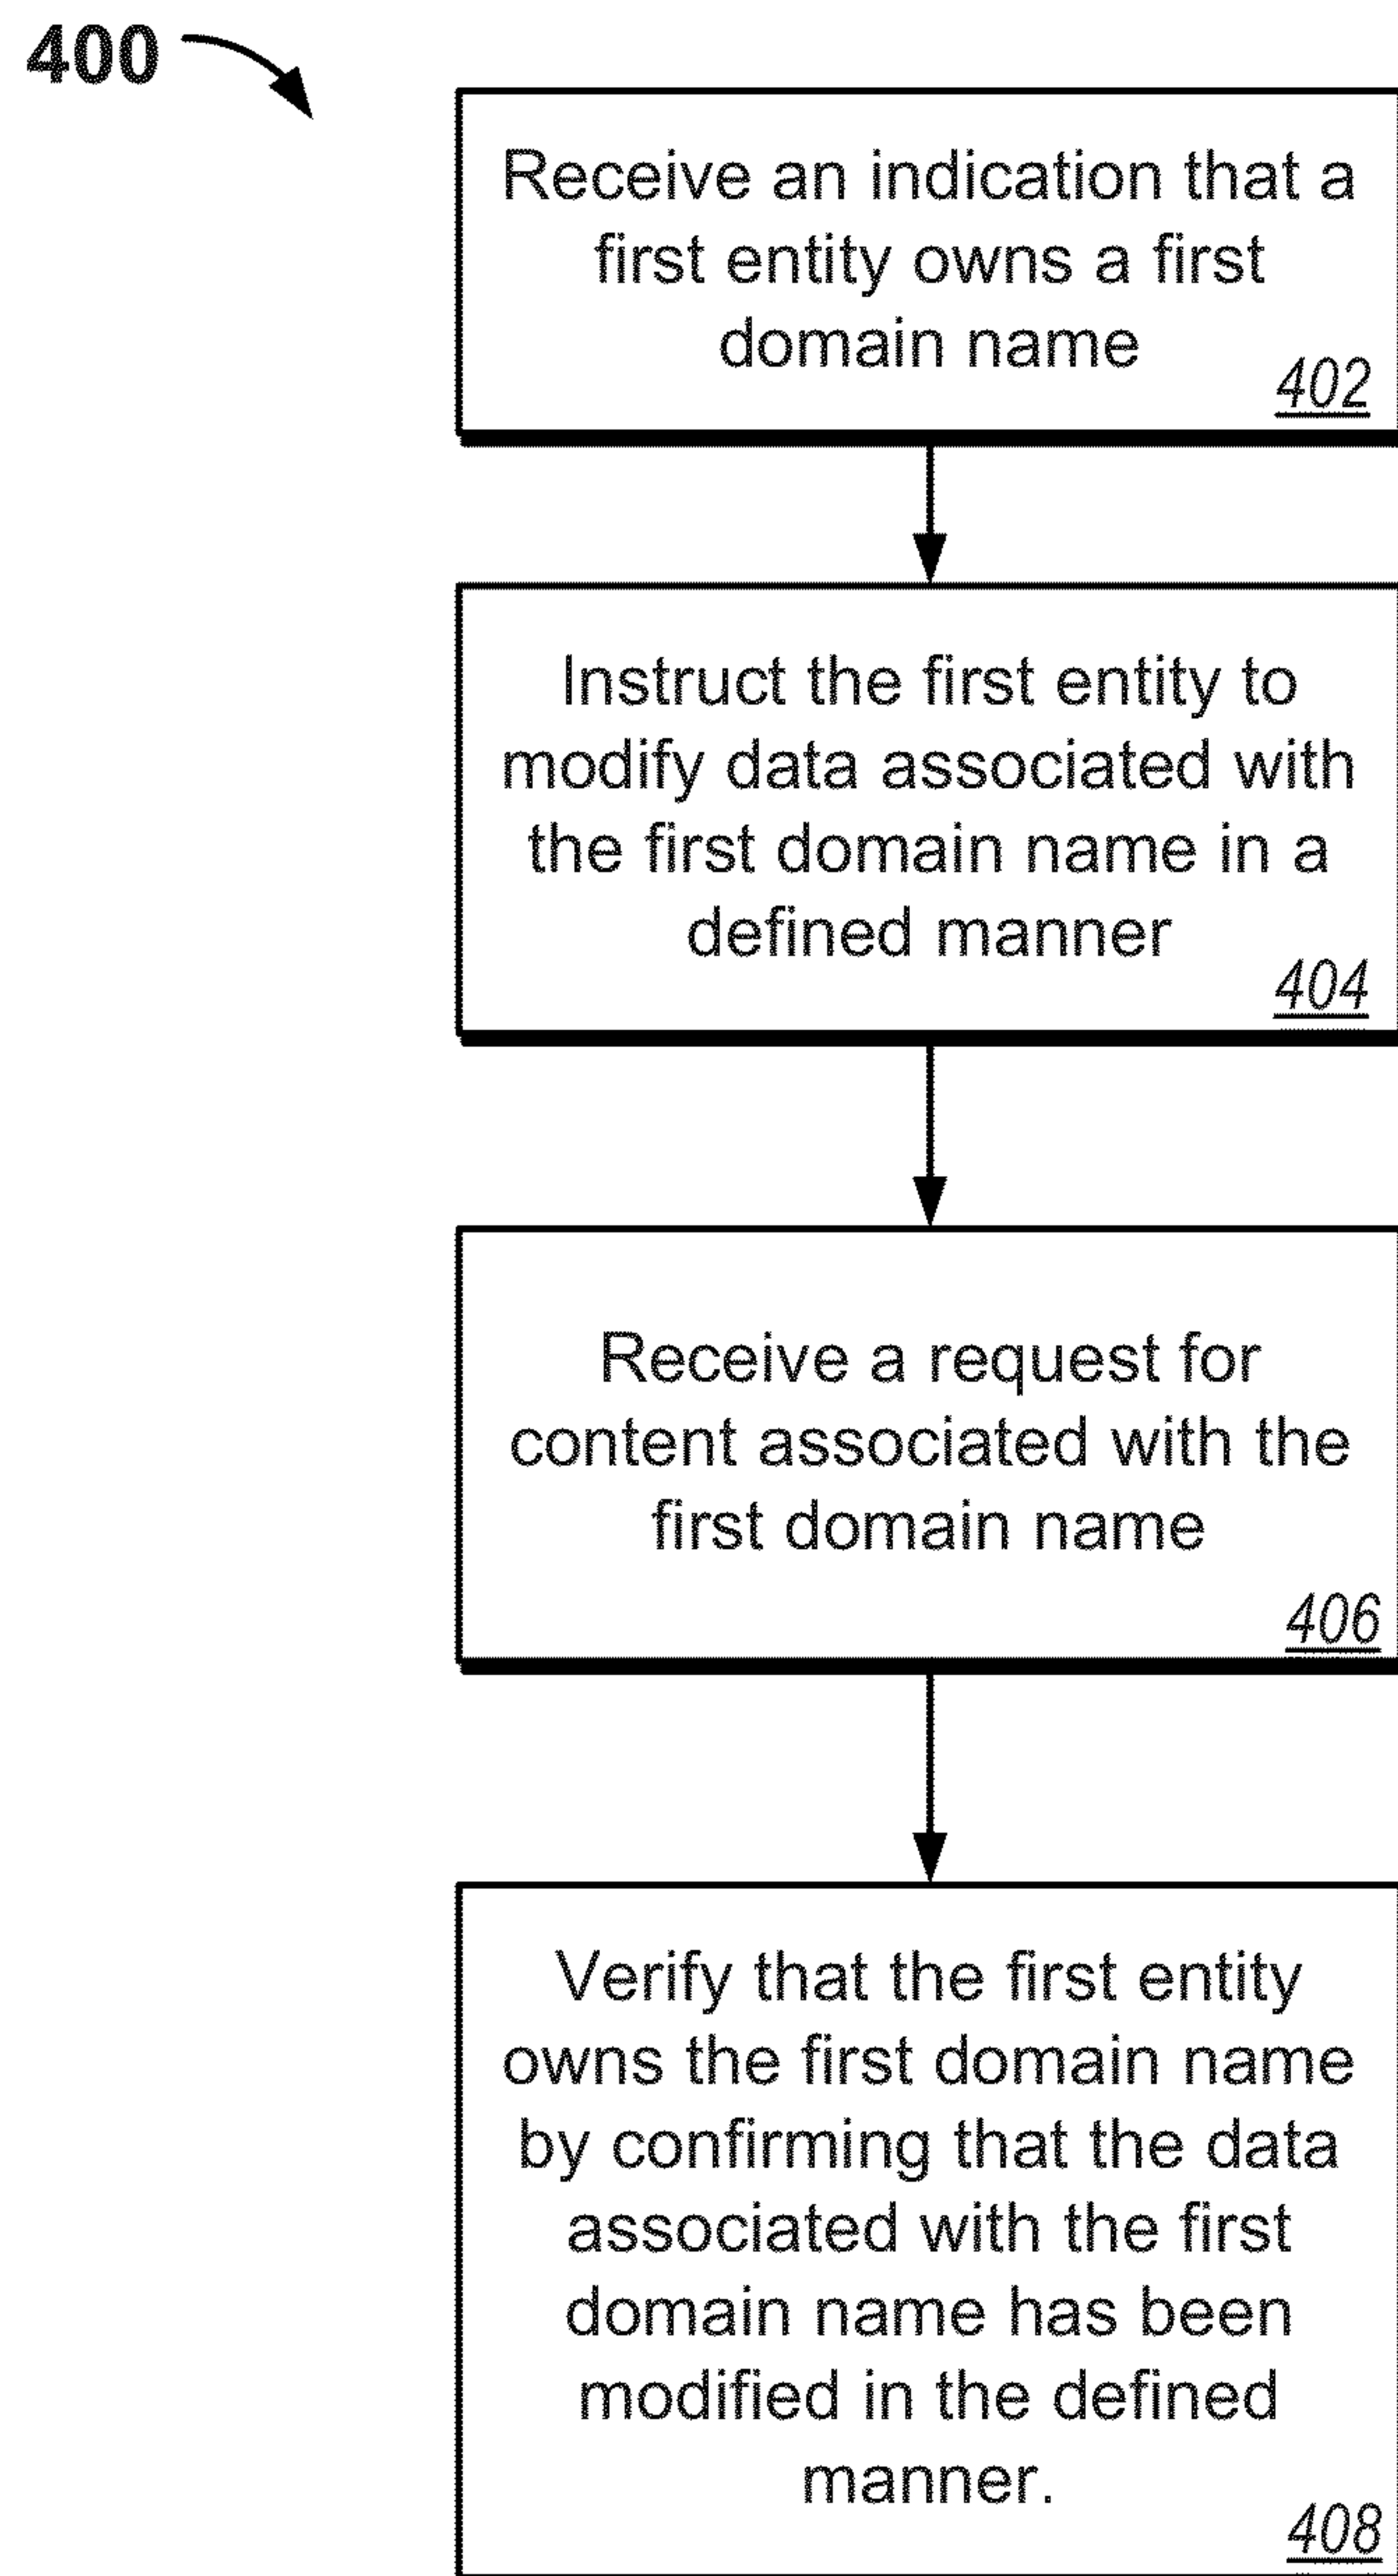 400
Receive an indication that a
first entity owns a first
domain name
402
Instruct the first entity to
modify data associated with
the first domain name in a
defined manner
404
Receive a request for
content associated with the
first domain name
406
Verify that the first entity
owns the first domain name
by confirming that the data
associated with the first
domain name has been
modified in the defined
manner.
408